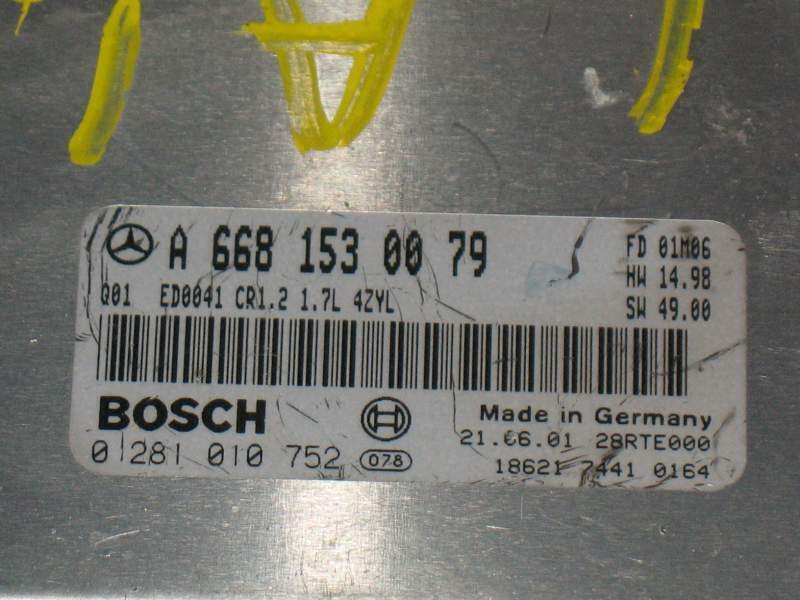 A 668 153 00 79
FD 01M06
HW 14.98
SW 49.00
Q01 ED0041 CR1.2 1.7L 4ZYL
BOSCH
Made in Germany
0 281 010 752 078
21.06.01 28RTE000
18621 7441 0164